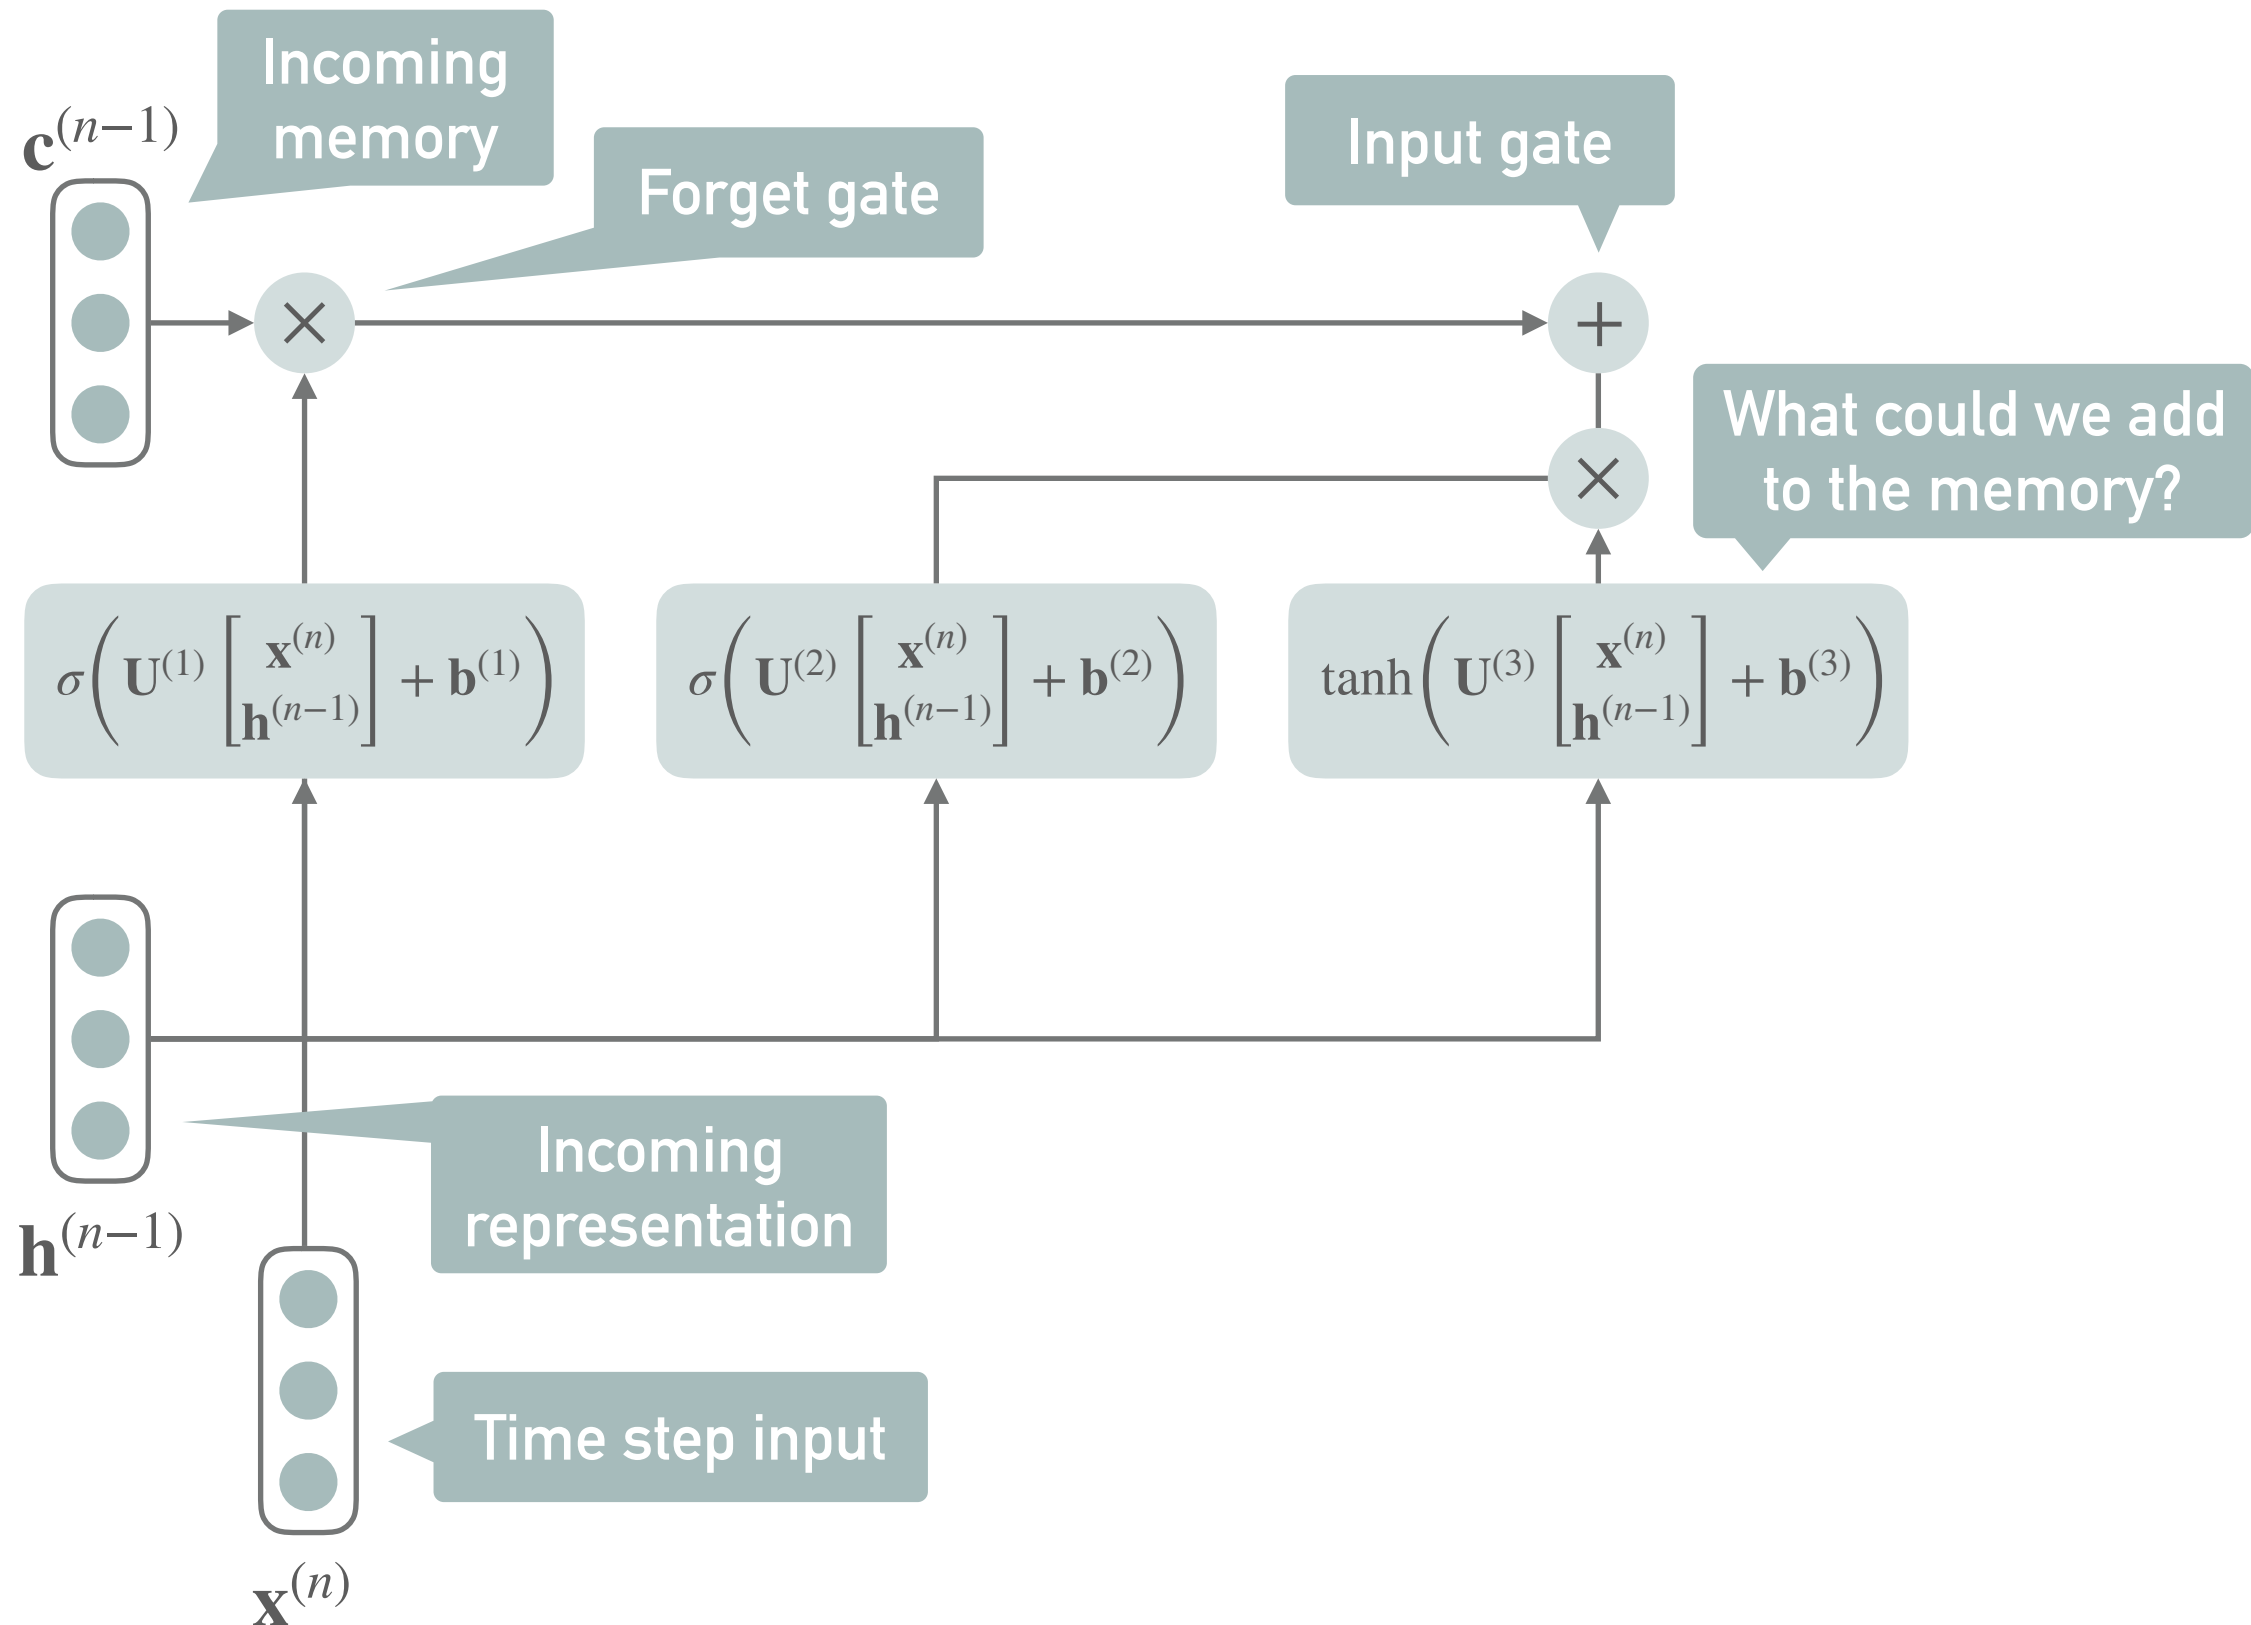 Incoming
memory
c^(n−1)
Forget gate
Input gate
×
+
What could we add
to the memory?
×
σ(U^(1) [x^(n) h^(n−1)] + b^(1))
σ(U^(2) [x^(n) h^(n−1)] + b^(2))
tanh(U^(3) [x^(n) h^(n−1)] + b^(3))
Incoming
representation
h^(n−1)
Time step input
x^(n)